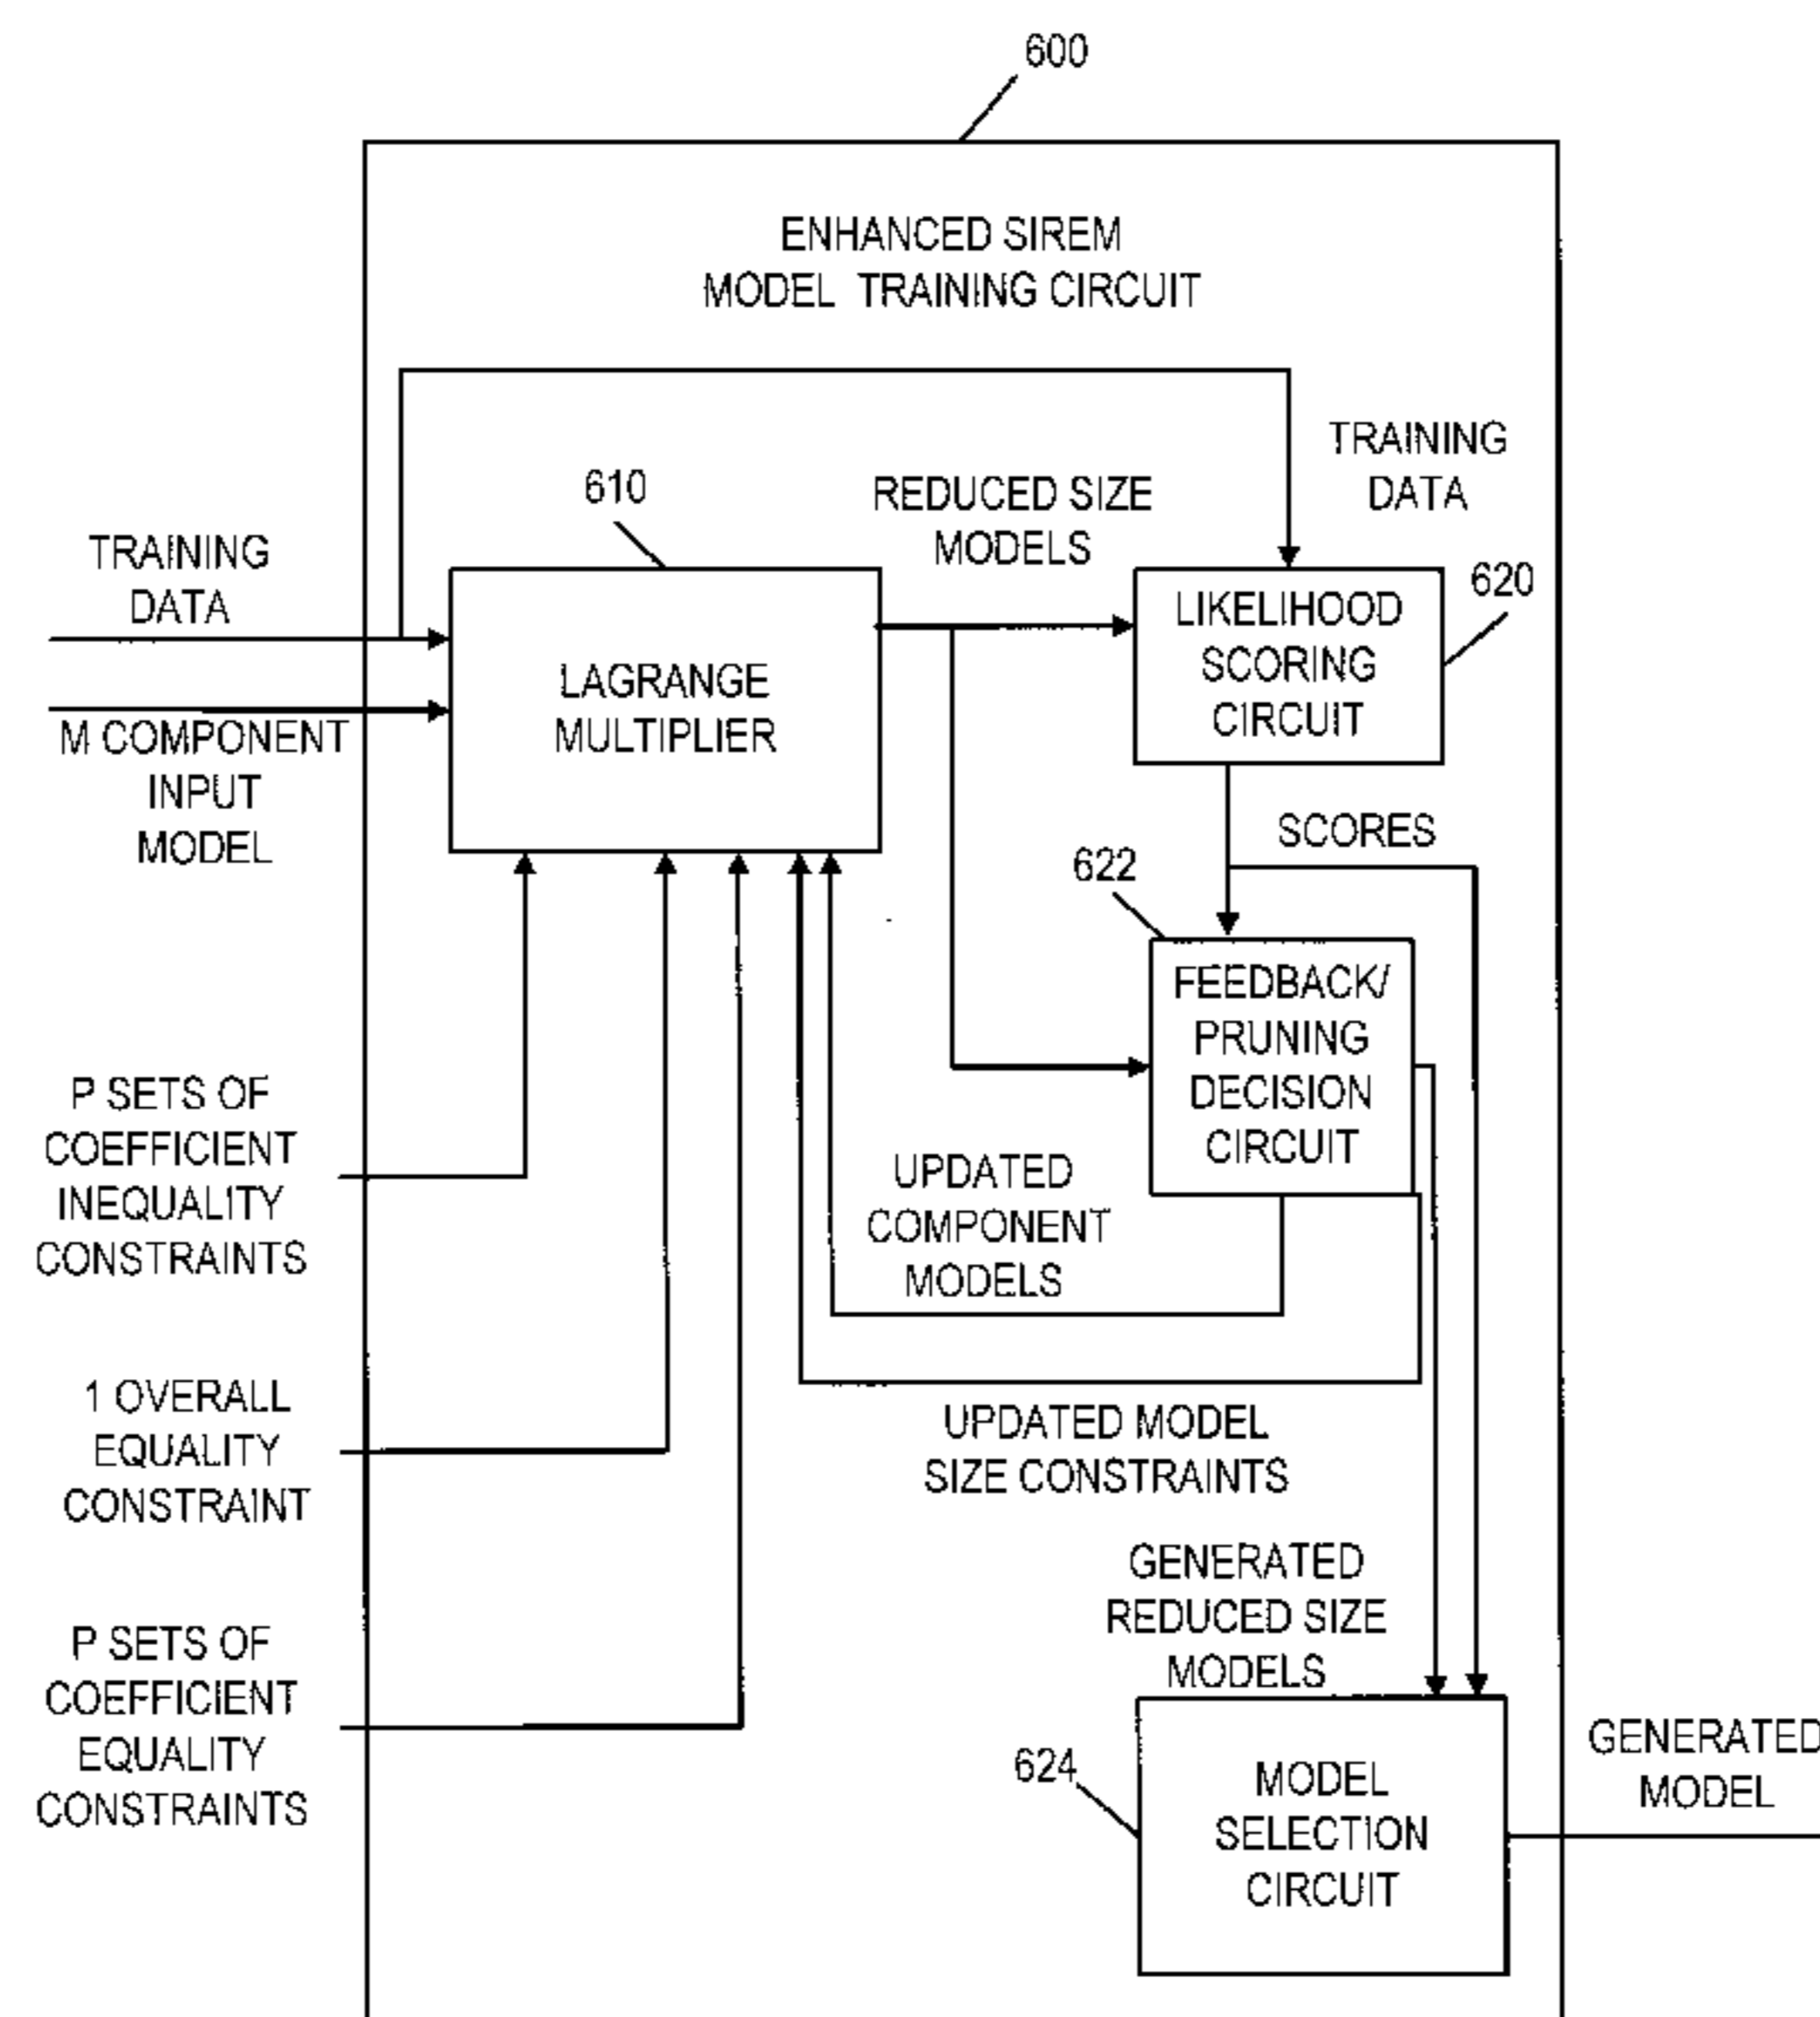 600
ENHANCED SIREM
MODEL TRAINING CIRCUIT
TRAINING
DATA
610
REDUCED SIZE
MODELS
TRAINING
DATA
620
LAGRANGE
MULTIPLIER
LIKELIHOOD
SCORING
CIRCUIT
M COMPONENT
INPUT
MODEL
SCORES
622
FEEDBACK/
PRUNING
DECISION
CIRCUIT
P SETS OF
COEFFICIENT
INEQUALITY
CONSTRAINTS
UPDATED
COMPONENT
MODELS
1 OVERALL
EQUALITY
CONSTRAINT
UPDATED MODEL
SIZE CONSTRAINTS
GENERATED
REDUCED SIZE
MODELS
P SETS OF
COEFFICIENT
EQUALITY
CONSTRAINTS
624
MODEL
SELECTION
CIRCUIT
GENERATED
MODEL